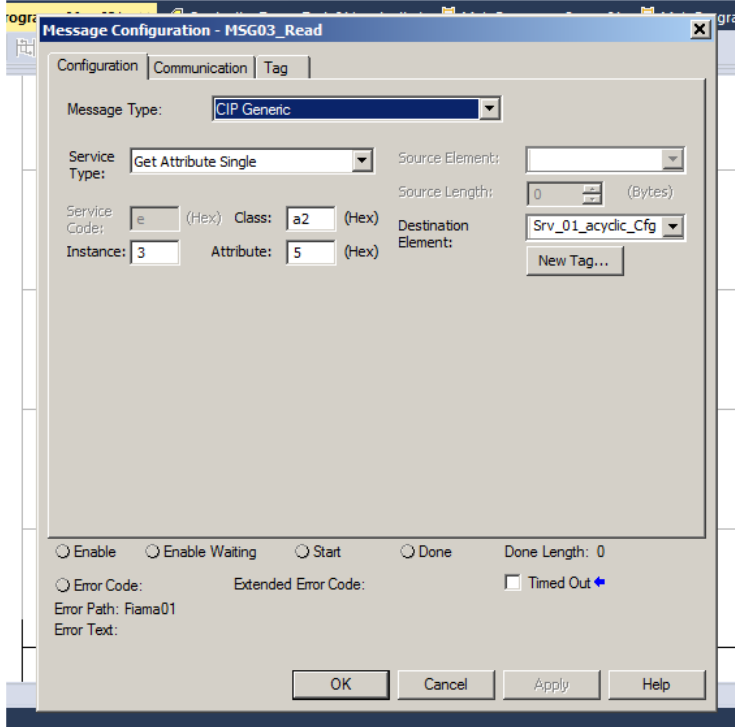 Message Configuration - MSG03_Read
Configuration Communication Tag
Message Type: CIP Generic
Service Type: Get Attribute Single
Source Element:
Source Length: 0 (Bytes)
Service Code: e (Hex) Class: a2 (Hex)
Destination Element: Srv_01_acyclic_Cfg
Instance: 3 Attribute: 5 (Hex)
New Tag...
Enable Enable Waiting Start Done Done Length: 0
Error Code: Extended Error Code: Timed Out
Error Path: Fiama01
Error Text:
OK Cancel Apply Help